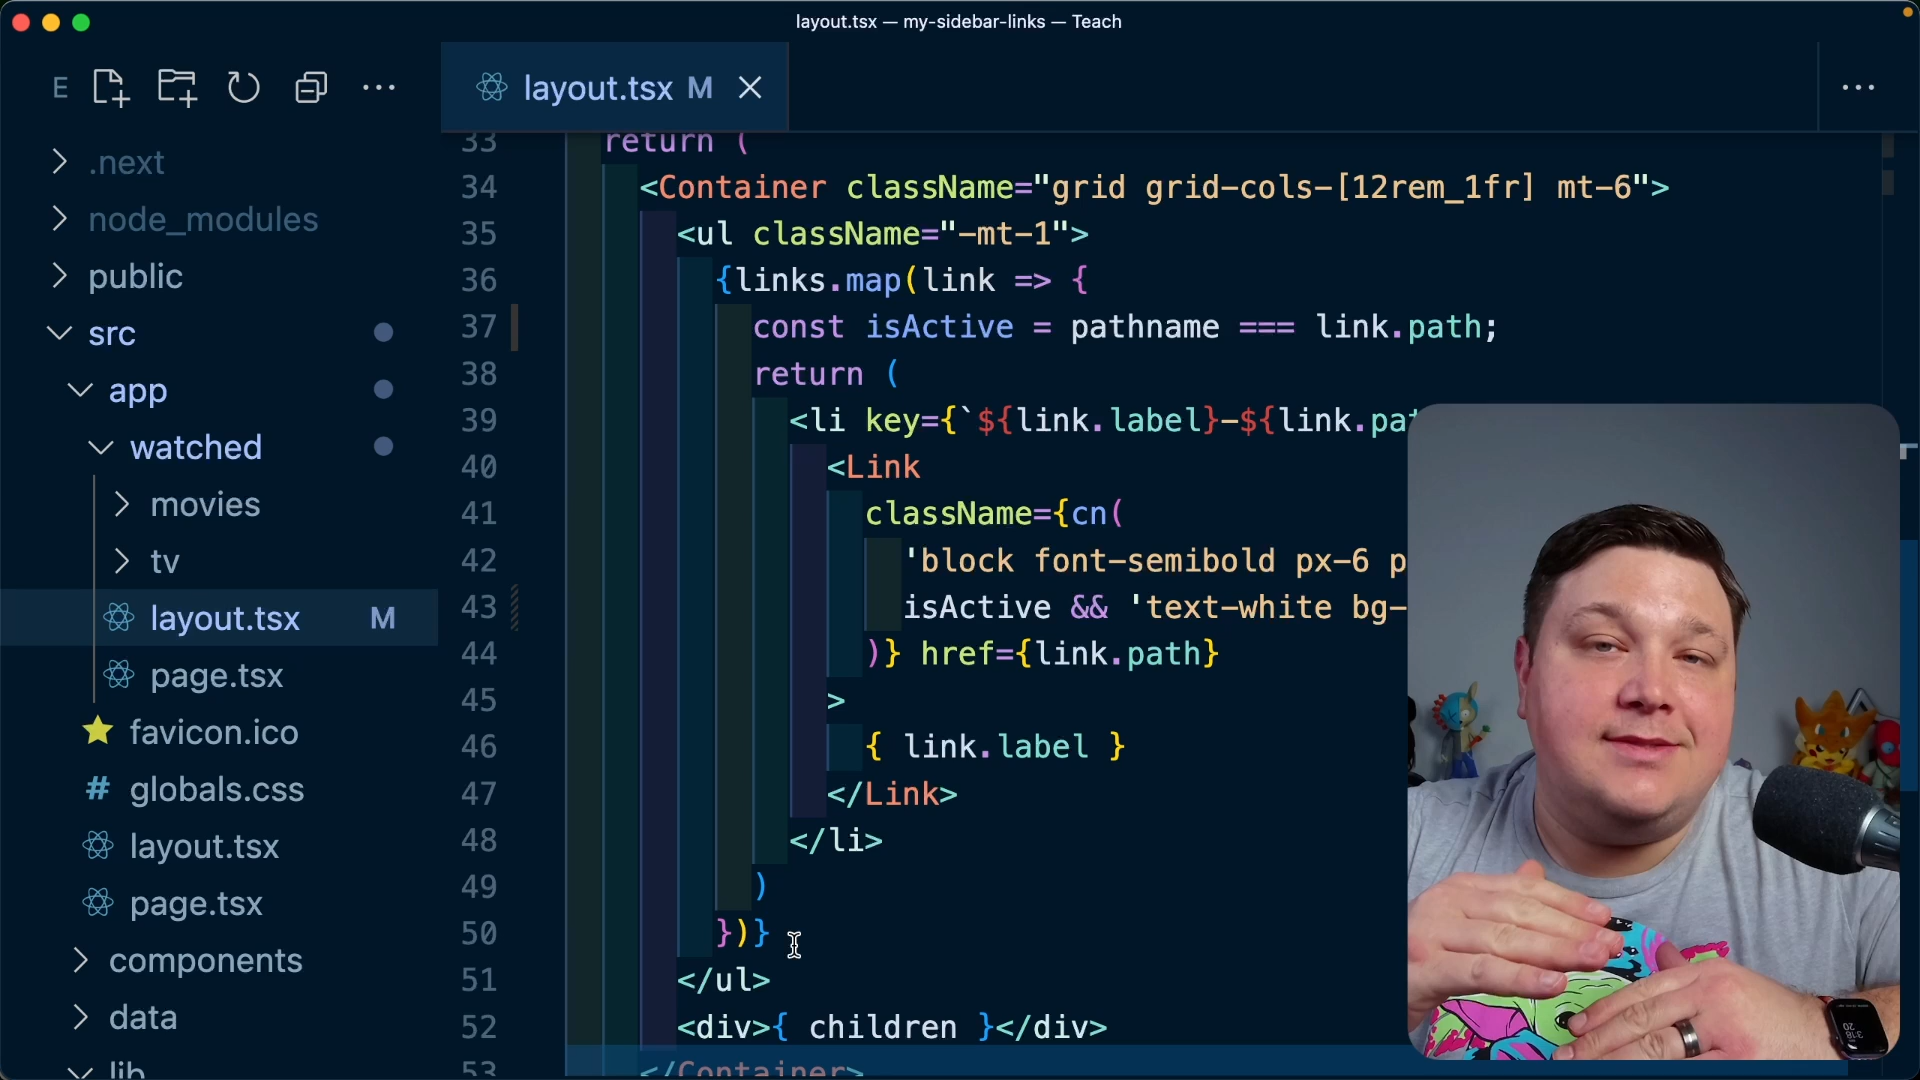 layout.tsx — my-sidebar-links — Teach
E
layout.tsx M
.next
node_modules
public
src
app
watched
movies
tv
layout.tsx M
page.tsx
favicon.ico
# globals.css
layout.tsx
page.tsx
components
data
lib
33 return (
34 <Container className="grid grid-cols-[12rem_1fr] mt-6">
35 <ul className="-mt-1">
36 {links.map(link => {
37 const isActive = pathname === link.path;
38 return (
39 <li key={`${link.label}-${link.pat
40 <Link
41 className={cn(
42 'block font-semibold px-6 p
43 isActive && 'text-white bg-
44 )} href={link.path}
45 >
46 { link.label }
47 </Link>
48 </li>
49 )
50 })}
51 </ul>
52 <div>{ children }</div>
53 </Container>